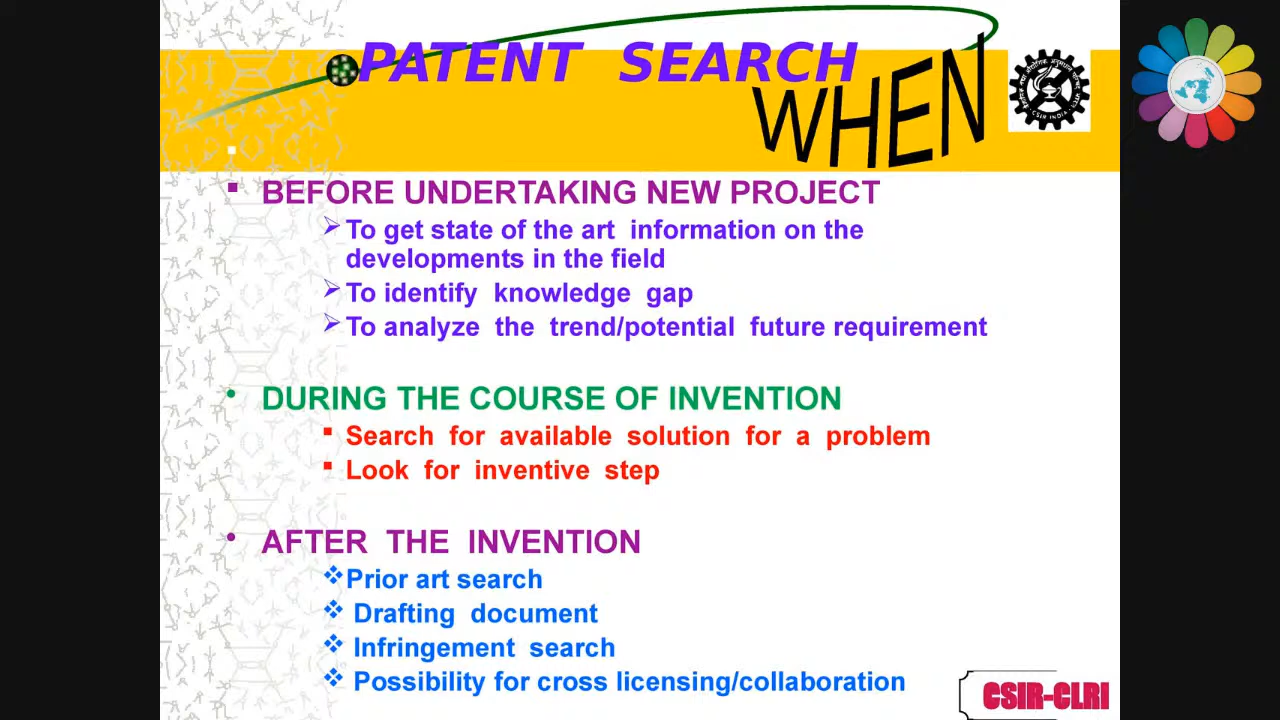 PATENT SEARCH
WHEN
CSIR INDIA
BEFORE UNDERTAKING NEW PROJECT
To get state of the art information on the
developments in the field
To identify knowledge gap
To analyze the trend/potential future requirement
DURING THE COURSE OF INVENTION
Search for available solution for a problem
Look for inventive step
AFTER THE INVENTION
Prior art search
Drafting document
Infringement search
Possibility for cross licensing/collaboration
CSIR-CLRI